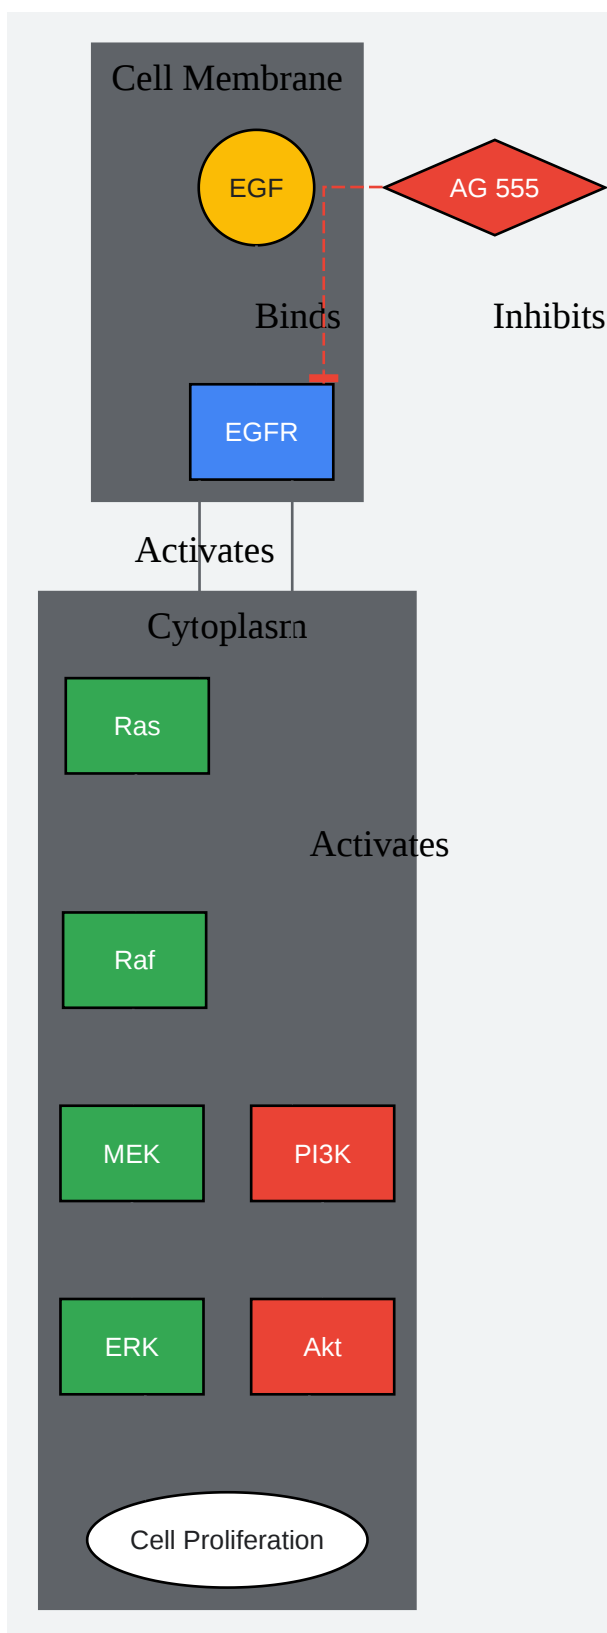 Cell Membrane
EGF
AG 555
Binds
Inhibits
EGFR
Activates
Cytoplasm
Ras
Activates
Raf
MEK
PI3K
ERK
Akt
Cell Proliferation